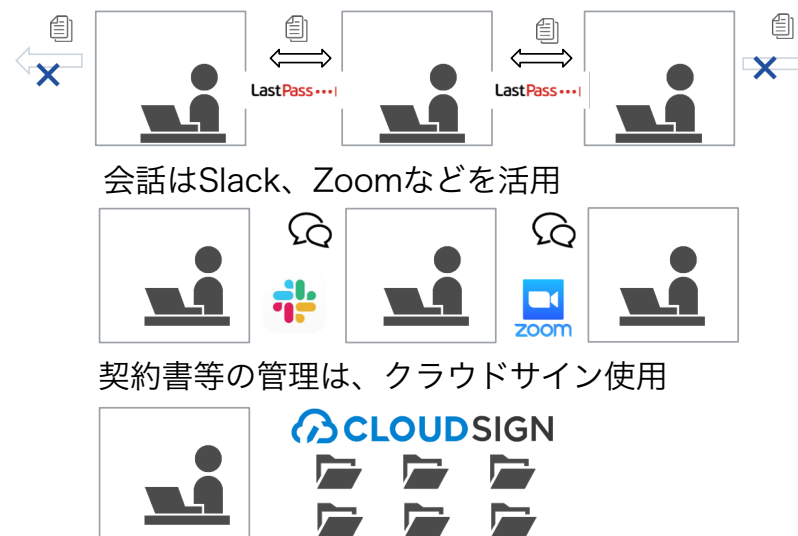 LastPass
LastPass
会話はSlack、Zoomなどを活用
zoom
契約書等の管理は、クラウドサイン使用
CLOUDSIGN